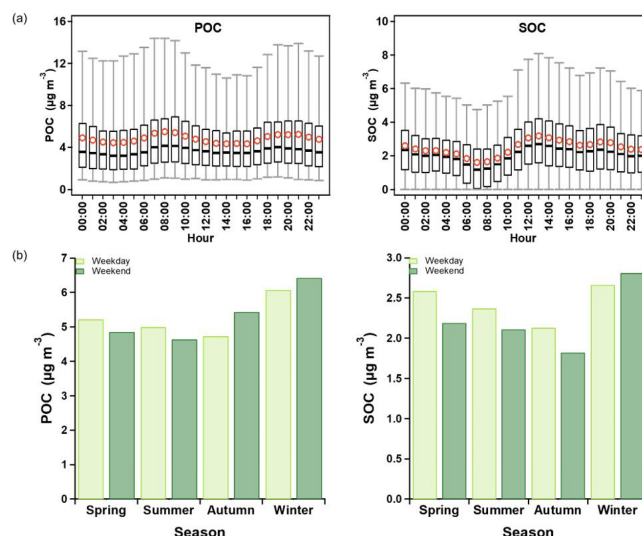 (a)
POC
16
12
8
4
0
POC (µg m⁻³)
00:00
02:00
04:00
06:00
08:00
10:00
12:00
14:00
16:00
18:00
20:00
22:00
Hour
SOC
10
8
6
4
2
0
SOC (µg m⁻³)
00:00
02:00
04:00
06:00
08:00
10:00
12:00
14:00
16:00
18:00
20:00
22:00
Hour
(b)
Weekday
Weekend
7
6
5
4
3
2
1
0
POC (µg m⁻³)
Spring Summer Autumn Winter
Season
Weekday
Weekend
3.0
2.5
2.0
1.5
1.0
0.5
0.0
SOC (µg m⁻³)
Spring Summer Autumn Winter
Season